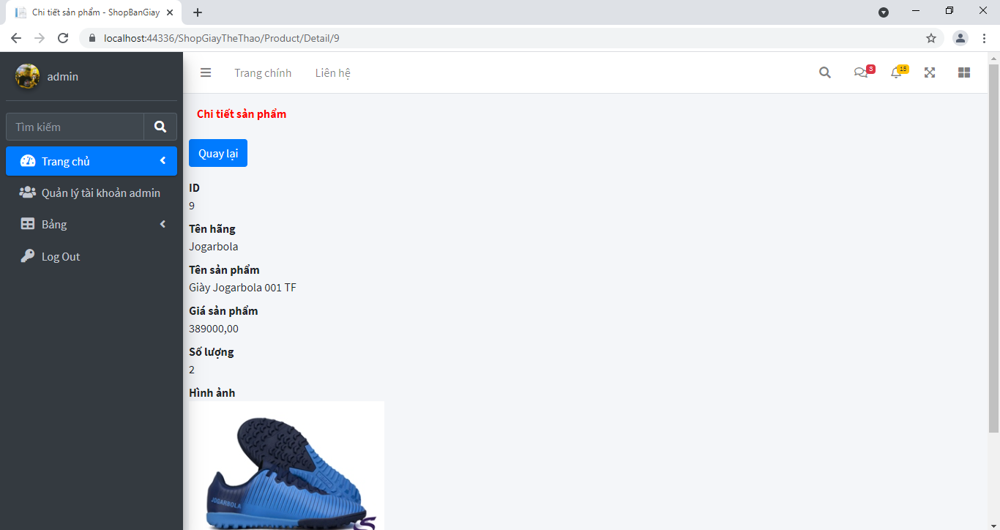 Chi tiết sản phẩm - ShopBanGiay
localhost:44336/ShopGiayTheThao/Product/Detail/9
admin
Trang chính
Liên hệ
3
15
Tìm kiếm
Trang chủ
Quản lý tài khoản admin
Bảng
Log Out
Chi tiết sản phẩm
Quay lại
ID
9
Tên hãng
Jogarbola
Tên sản phẩm
Giày Jogarbola 001 TF
Giá sản phẩm
389000,00
Số lượng
2
Hình ảnh
JOGARBOLA